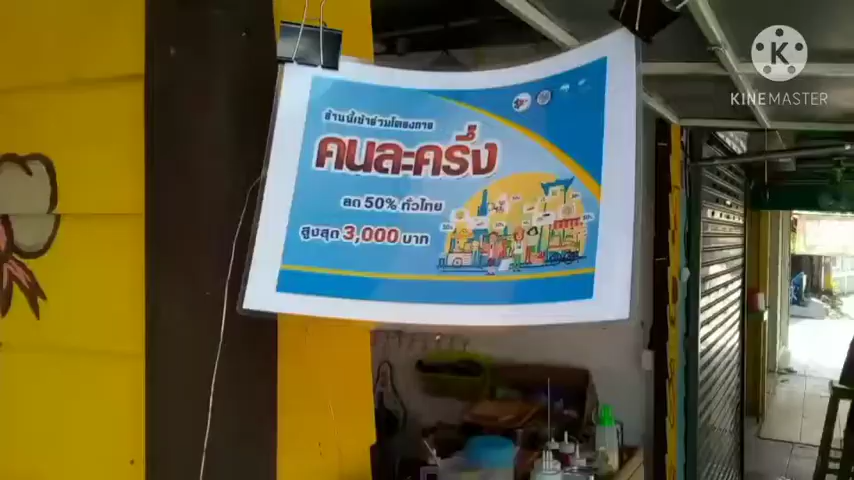 ร้านนี้เข้าร่วมโครงการ
คนละครึ่ง
ลด 50% ทั่วไทย
สูงสุด 3,000 บาท
KINEMASTER